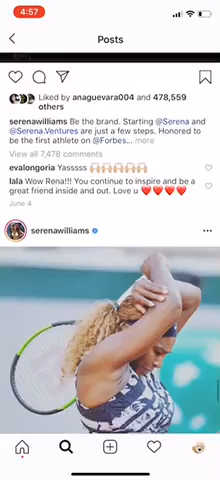 4:57
Posts
Liked by anaguevara004 and 478,559
others
serenawilliams Be the brand. Starting @Serena and
@Serena.Ventures are just a few steps. Honored to
be the first athlete on @Forbes... more
View all 7,478 comments
evalongoria Yasssss 🙌🏼🙌🏼🙌🏼🙌🏼
lala Wow Rena!!! You continue to inspire and be a
great friend inside and out. Love u ❤️❤️❤️❤️
June 4
serenawilliams